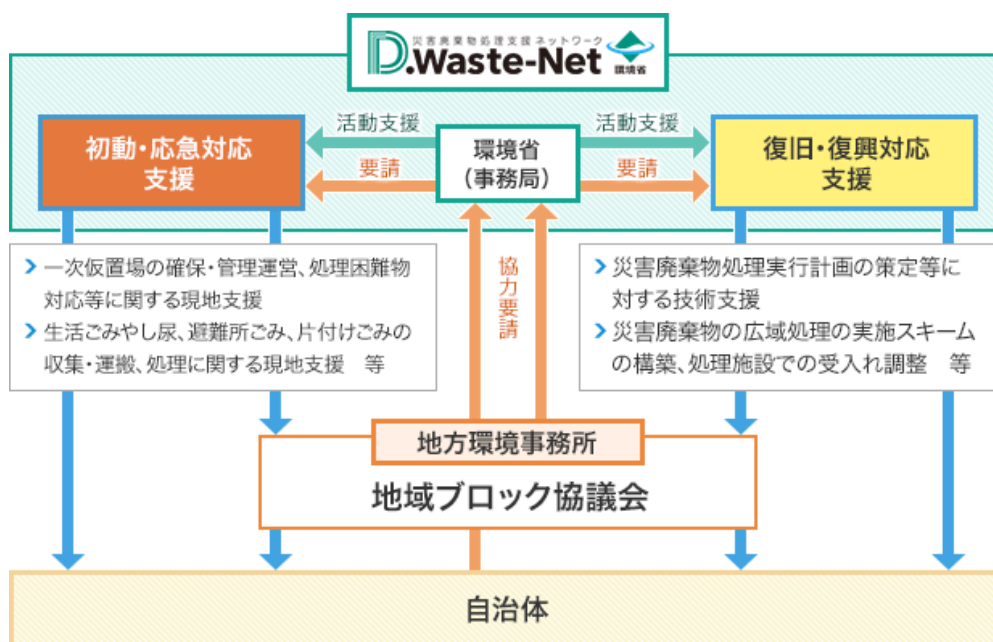 災害廃棄物処理支援ネットワーク
D.Waste-Net
環境省
活動支援
活動支援
初動・応急対応
支援
環境省
(事務局)
復旧・復興対応
支援
要請
要請
一次仮置場の確保・管理運営、処理困難物
対応等に関する現地支援
生活ごみやし尿、避難所ごみ、片付けごみの
収集・運搬、処理に関する現地支援 等
協力要請
災害廃棄物処理実行計画の策定等に
対する技術支援
災害廃棄物の広域処理の実施スキーム
の構築、処理施設での受入れ調整 等
地方環境事務所
地域ブロック協議会
自治体